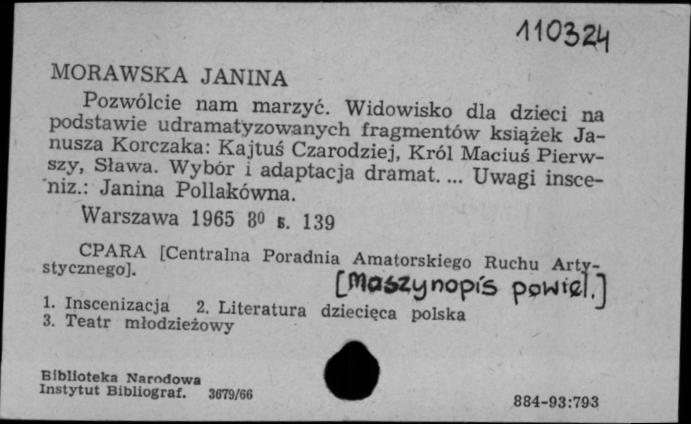 110324
MORAWSKA JANINA
Pozwólcie nam marzyć. Widowisko dla dzieci na
podstawie udramatyzowanych fragmentów książek Ja-
nusza Korczaka: Kajtuś Czarodziej, Król Maciuś Pierw-
szy, Sława. Wybór i adaptacja dramat. ... Uwagi insce-
niz.: Janina Pollakówna.
Warszawa 1965 8⁰ s. 139
CPARA [Centralna Poradnia Amatorskiego Ruchu Arty-
stycznego].
[Maszynopis powiel.]
1. Inscenizacja 2. Literatura dziecięca polska
3. Teatr młodzieżowy
Biblioteka Narodowa
Instytut Bibliograf. 3679/66
884-93:793